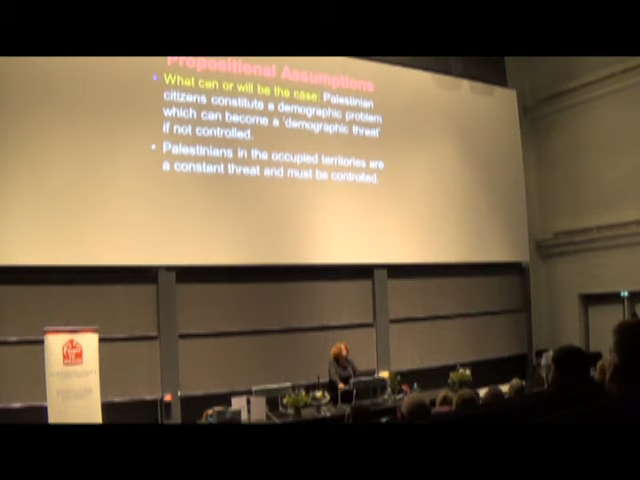 Propositional Assumptions
• What can or will be the case: Palestinian
citizens constitute a demographic problem
which can become a 'demographic threat'
if not controlled.
• Palestinians in the occupied territories are
a constant threat and must be controlled.